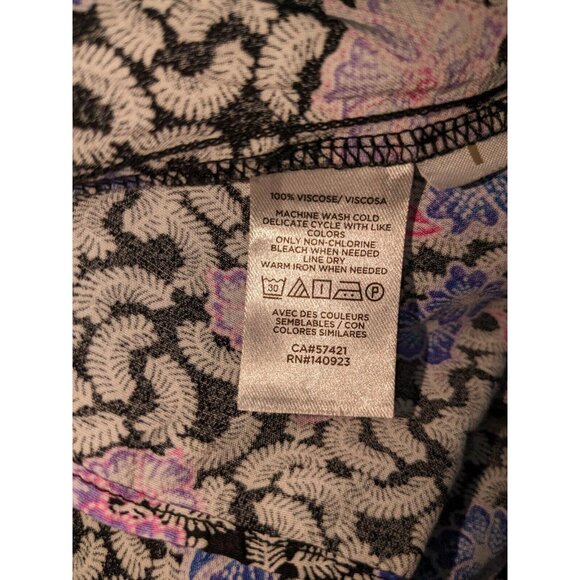 100% VISCOSE/ VISCOSA
MACHINE WASH COLD
DELICATE CYCLE WITH LIKE
COLORS
ONLY NON-CHLORINE
BLEACH WHEN NEEDED
LINE DRY
WARM IRON WHEN NEEDED
30 P
AVEC DES COULEURS
SEMBLABLES / CON
COLORES SIMILARES
CA#57421
RN#140923